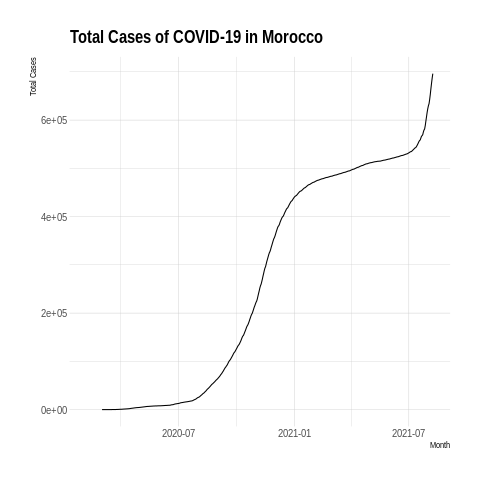 Total Cases of COVID-19 in Morocco
Total Cases
6e+05
4e+05
2e+05
0e+00
2020-07
2021-01
2021-07
Month